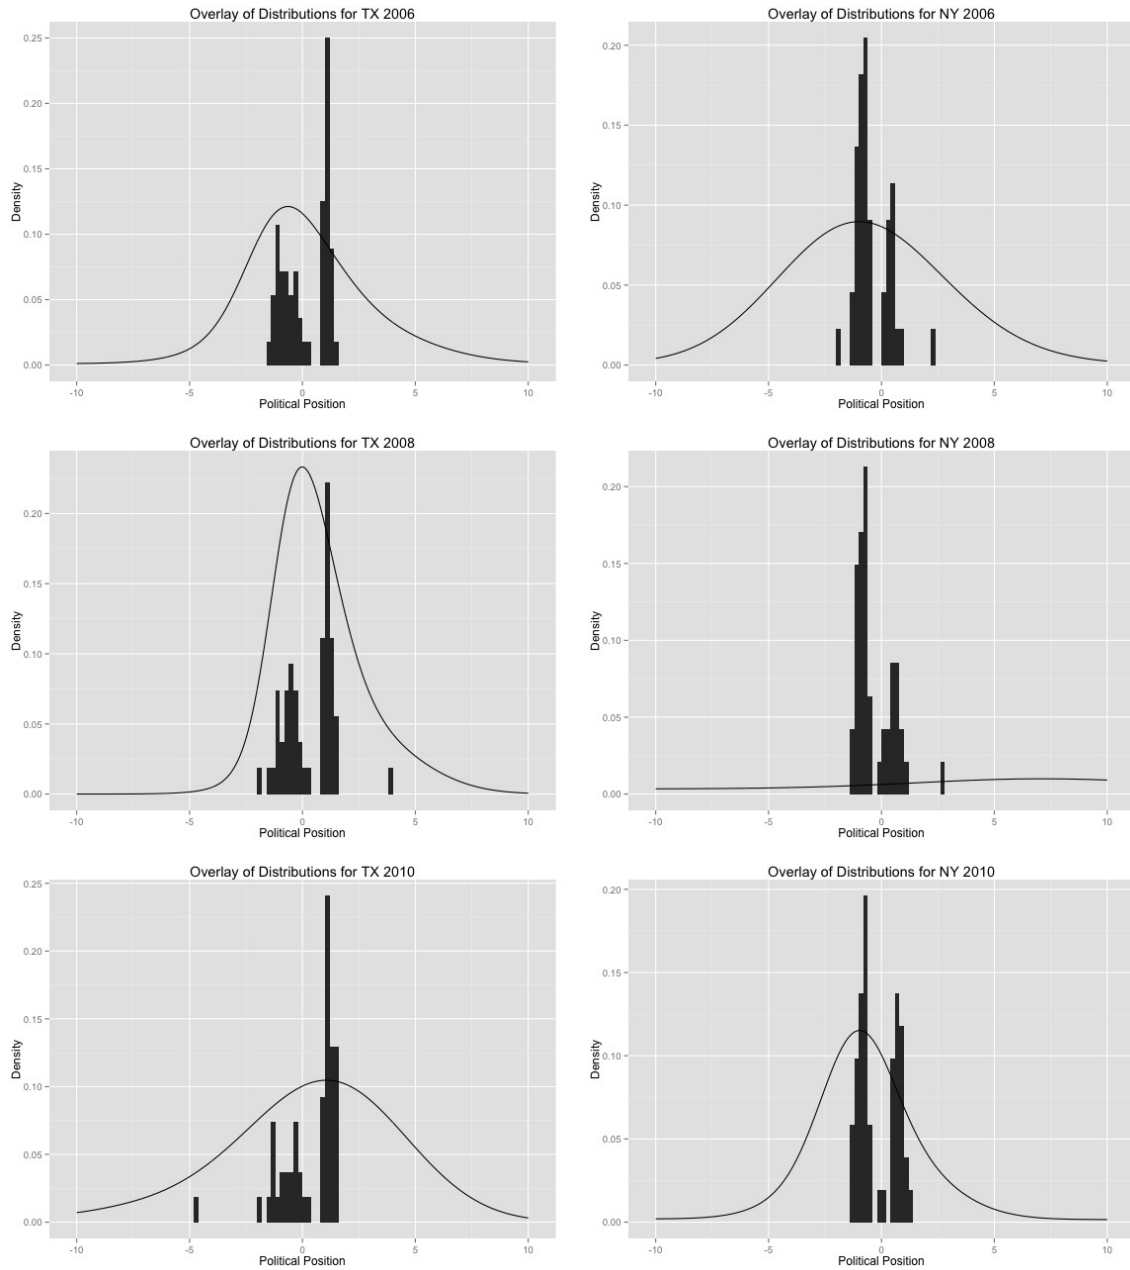 Overlay of Distributions for TX 2006
0.25
0.20
0.15
0.10
0.05
0.00
Density
-10 -5 0 5 10
Political Position
Overlay of Distributions for NY 2006
0.20
0.15
0.10
0.05
0.00
Density
-10 -5 0 5 10
Political Position
Overlay of Distributions for TX 2008
0.20
0.15
0.10
0.05
0.00
Density
-10 -5 0 5 10
Political Position
Overlay of Distributions for NY 2008
0.20
0.15
0.10
0.05
0.00
Density
-10 -5 0 5 10
Political Position
Overlay of Distributions for TX 2010
0.25
0.20
0.15
0.10
0.05
0.00
Density
-10 -5 0 5 10
Political Position
Overlay of Distributions for NY 2010
0.20
0.15
0.10
0.05
0.00
Density
-10 -5 0 5 10
Political Position